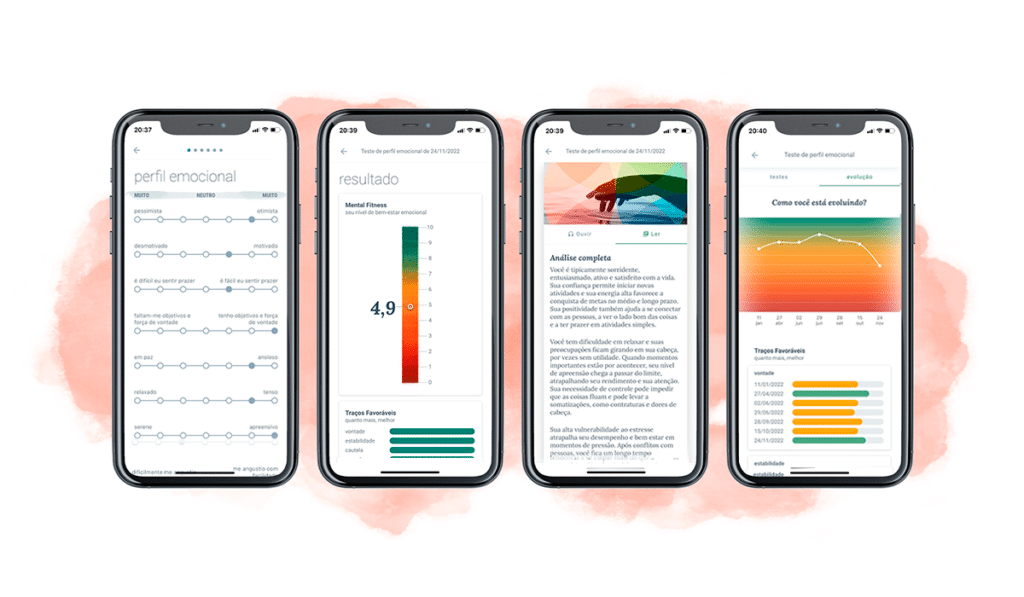 20:37
perfil emocional
MUITO NEUTRO MUITO
pessimista otimista
desmotivado motivado
é difícil eu sentir prazer é fácil eu sentir prazer
faltam-me objetivos e tenho objetivos e força
força de vontade de vontade
em paz ansioso
relaxado tenso
sereno apreensivo
dificilmente me me angustio com
20:39
Teste de perfil emocional de 24/11/2022
resultado
Mental Fitness
seu nível de bem-estar emocional
10
9
8
7
6
4,9
5
4
3
2
1
0
Traços Favoráveis
quanto mais, melhor
vontade
estabilidade
cautela
20:39
Teste de perfil emocional de 24/11/2022
Ouvir Ler
Análise completa
Você é tipicamente sorridente,
entusiasmado, ativo e satisfeito com a vida.
Sua confiança permite iniciar novas
atividades e sua energia alta favorece a
conquista de metas no médio e longo prazo.
Sua positividade também ajuda a se conectar
com as pessoas, a ver o lado bom das coisas
e a ter prazer em atividades simples.
Você tem dificuldade em relaxar e suas
preocupações ficam girando em sua cabeça,
por vezes sem utilidade. Quando momentos
importantes estão por acontecer, seu nível
de apreensão chega a passar do limite,
atrapalhando seu rendimento e sua atenção.
Sua necessidade de controle pode impedir
que as coisas fluam e pode levar a
somatizações, como contraturas e dores de
cabeça.
Sua alta vulnerabilidade ao estresse
atrapalha seu desempenho e bem estar em
momentos de pressão. Após conflitos com
pessoas, você fica um longo tempo
20:40
Teste de perfil emocional
testes evolução
Como você está evoluindo?
11 27 02 29 28 15 24
jan abr jun jun set out nov
Traços Favoráveis
quanto mais, melhor
vontade
11/01/2022
27/04/2022
02/06/2022
29/06/2022
28/09/2022
15/10/2022
24/11/2022
estabilidade
estabilidade